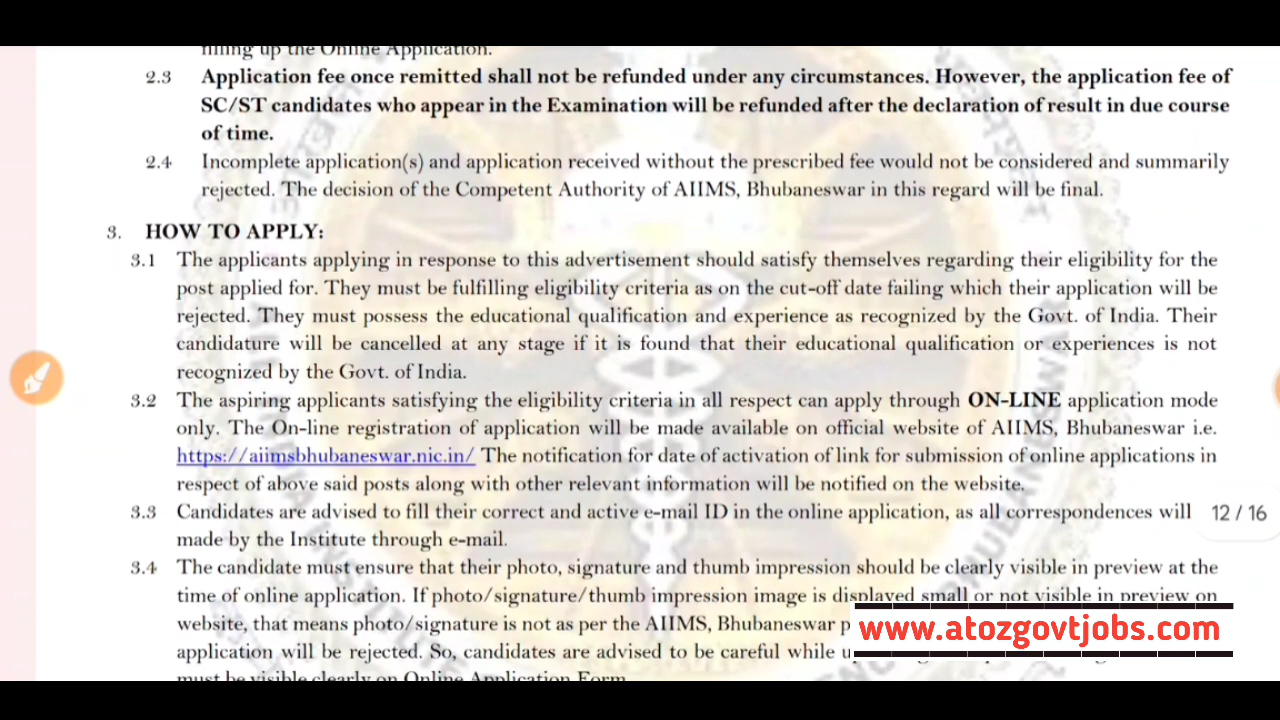 filling up the Online Application.
2.3 Application fee once remitted shall not be refunded under any circumstances. However, the application fee of
SC/ST candidates who appear in the Examination will be refunded after the declaration of result in due course
of time.
2.4 Incomplete application(s) and application received without the prescribed fee would not be considered and summarily
rejected. The decision of the Competent Authority of AIIMS, Bhubaneswar in this regard will be final.
3. HOW TO APPLY:
3.1 The applicants applying in response to this advertisement should satisfy themselves regarding their eligibility for the
post applied for. They must be fulfilling eligibility criteria as on the cut-off date failing which their application will be
rejected. They must possess the educational qualification and experience as recognized by the Govt. of India. Their
candidature will be cancelled at any stage if it is found that their educational qualification or experiences is not
recognized by the Govt. of India.
3.2 The aspiring applicants satisfying the eligibility criteria in all respect can apply through ON-LINE application mode
only. The On-line registration of application will be made available on official website of AIIMS, Bhubaneswar i.e.
https://aiimsbhubaneswar.nic.in/ The notification for date of activation of link for submission of online applications in
respect of above said posts along with other relevant information will be notified on the website.
3.3 Candidates are advised to fill their correct and active e-mail ID in the online application, as all correspondences will
made by the Institute through e-mail.
12 / 16
3.4 The candidate must ensure that their photo, signature and thumb impression should be clearly visible in preview at the
time of online application. If photo/signature/thumb impression image is displayed small or not visible in preview on
website, that means photo/signature is not as per the AIIMS, Bhubaneswar
application will be rejected. So, candidates are advised to be careful while
must be visible clearly on Online Application Form
www.atozgovtjobs.com